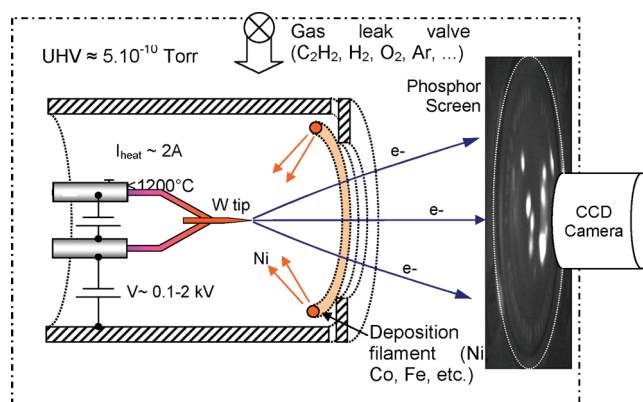 UHV ≈ 5.10⁻¹⁰ Torr
Gas leak valve
(C₂H₂, H₂, O₂, Ar, ...)
Phosphor
Screen
I_heat ~ 2A
<1200°C
W tip
e-
e-
e-
CCD
Camera
Ni
V~ 0.1-2 kV
Deposition
filament (Ni
Co, Fe, etc.)